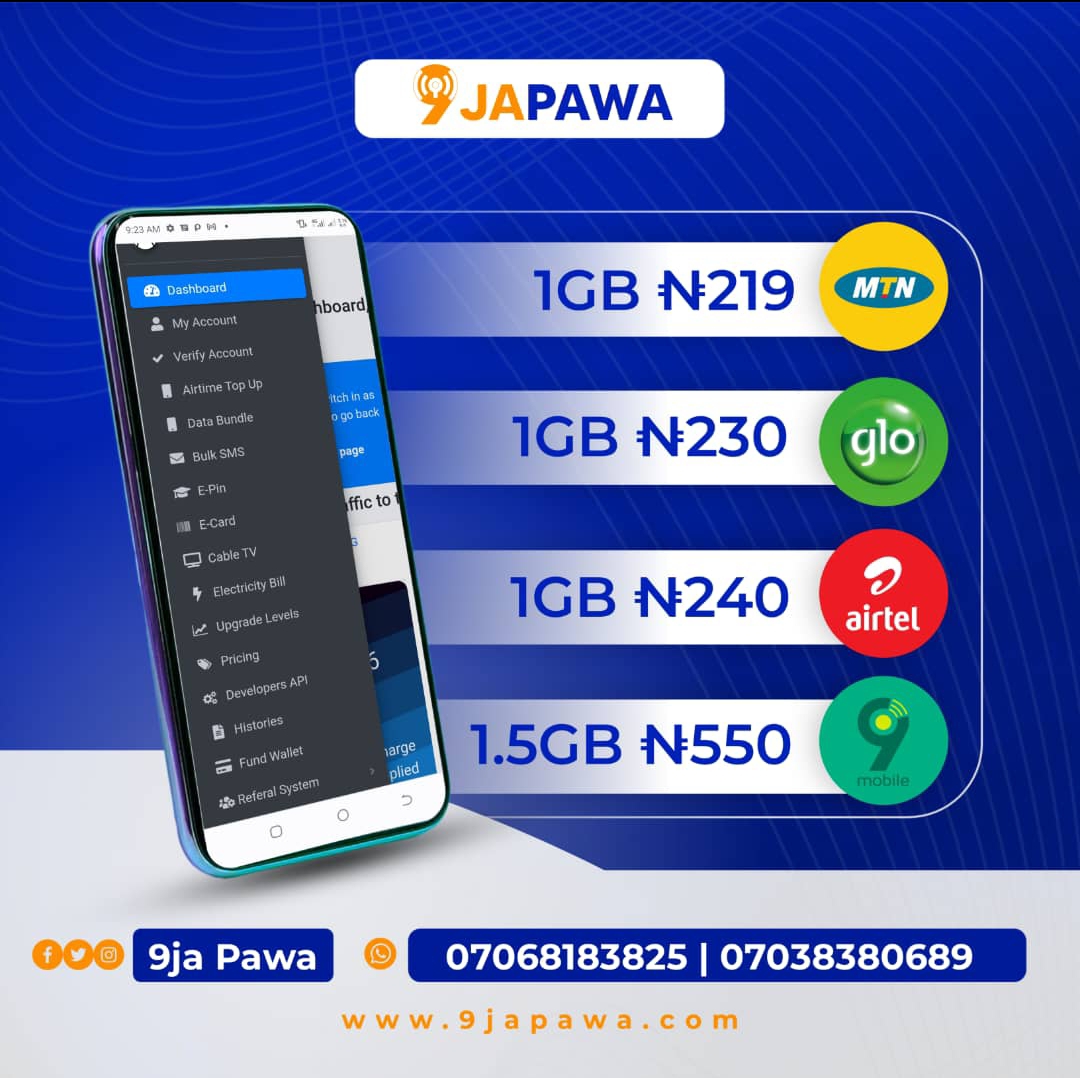 9JAPAWA
9:23 AM
Dashboard
My Account
Verify Account
Airtime Top Up
Data Bundle
Bulk SMS
E-Pin
E-Card
Cable TV
Electricity Bill
Upgrade Levels
Pricing
Developers API
Histories
Fund Wallet
Referal System
hboard,
itch in as
o go back
page
ffic to t
G
6
harge
plied
1GB ₦219
MTN
1GB ₦230
glo
1GB ₦240
airtel
1.5GB ₦550
9
mobile
9ja Pawa
07068183825 | 07038380689
www.9japawa.com